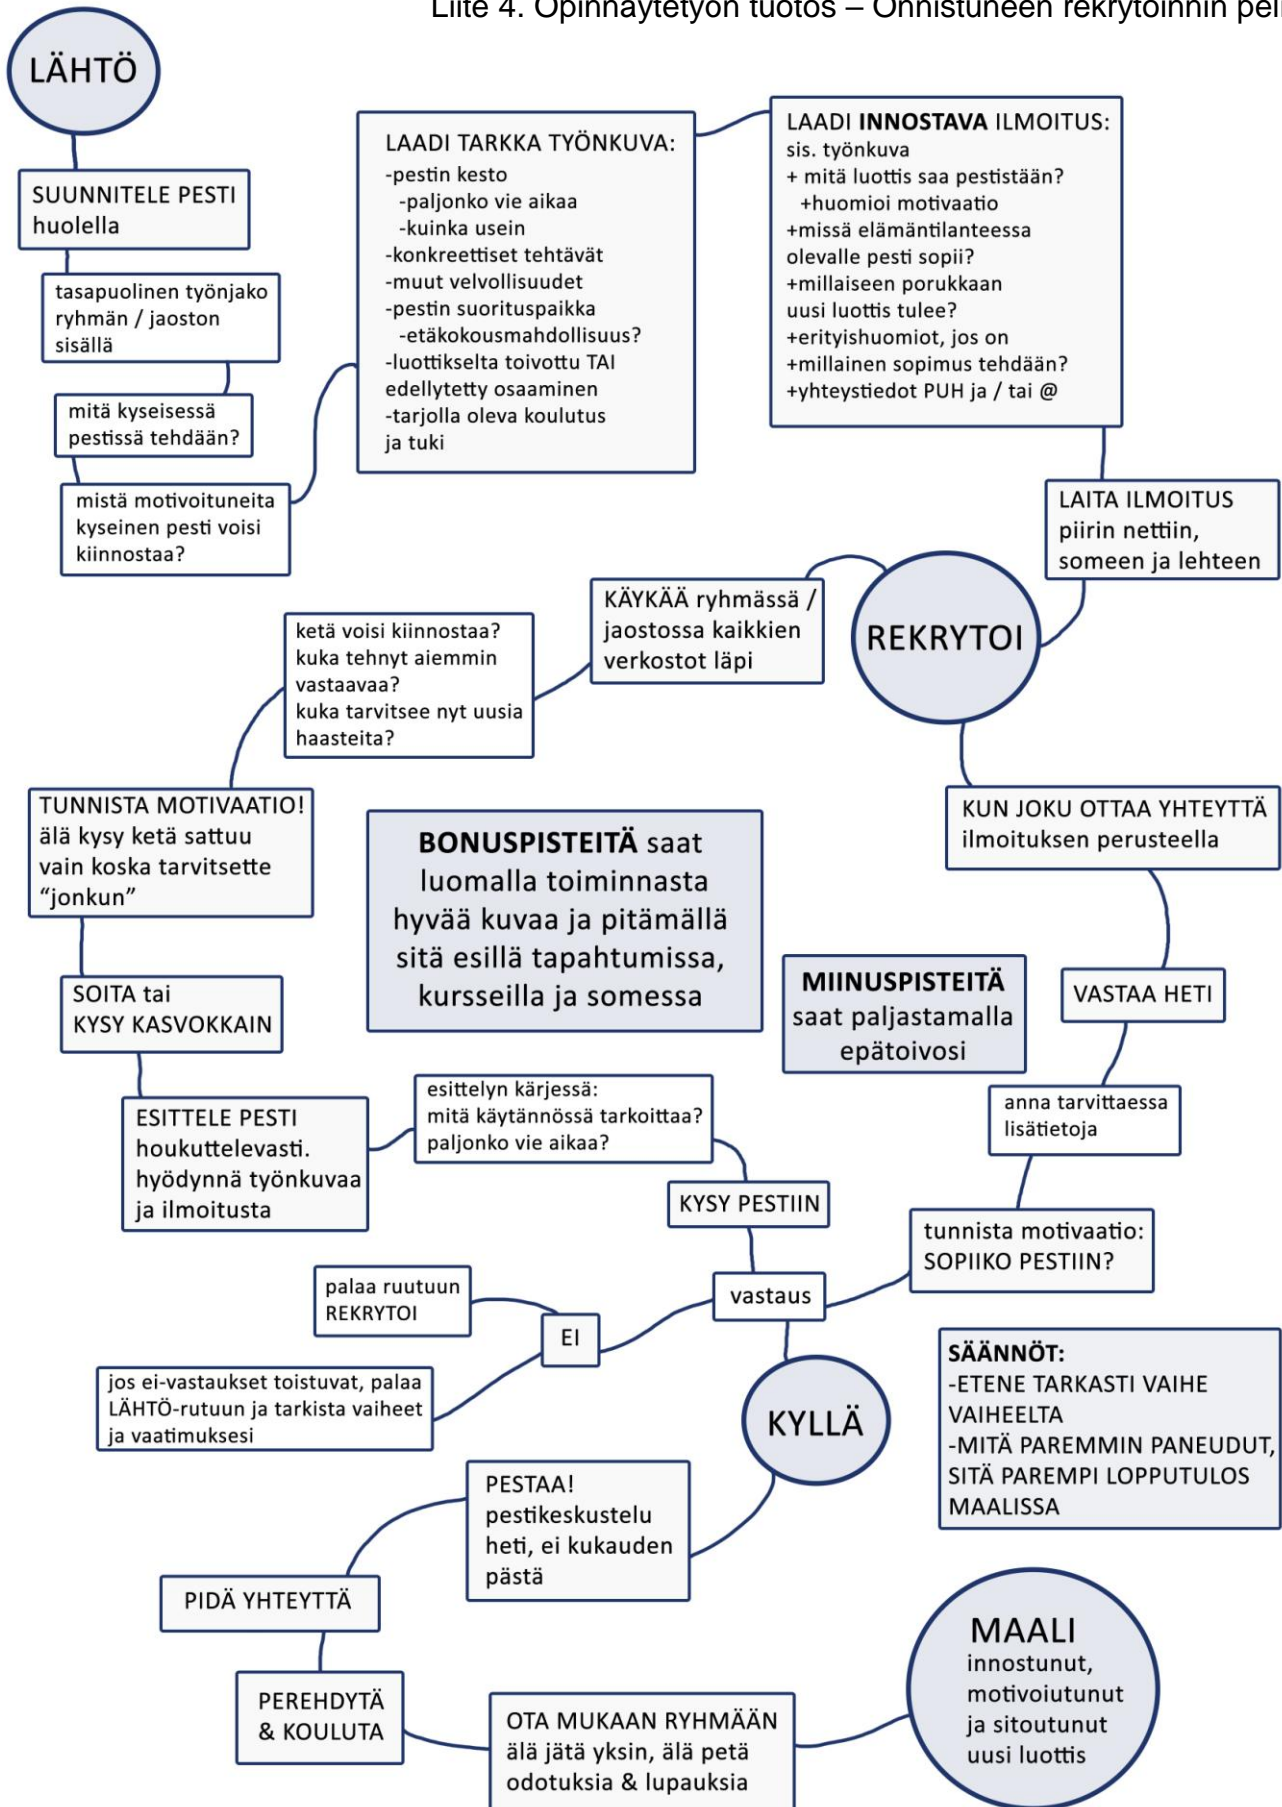 Liite 4. Opinnäytetyön tuotos – Onnistuneen rekrytoinnin peli
LÄHTÖ
SUUNNITELE PESTI
huolella
tasapuolinen työnjako
ryhmän / jaoston
sisällä
mitä kyseisessä
pestissä tehdään?
mistä motivoituneita
kyseinen pesti voisi
kiinnostaa?
LAADI TARKKA TYÖNKUVA:
-pestin kesto
-paljonko vie aikaa
-kuinka usein
-konkreettiset tehtävät
-muut velvollisuudet
-pestin suorituspaikka
-etäkokousmahdollisuus?
-luottikselta toivottu TAI
edellytetty osaaminen
-tarjolla oleva koulutus
ja tuki
LAADI INNOSTAVA ILMOITUS:
sis. työnkuva
+ mitä luottis saa pestistään?
+huomioi motivaatio
+missä elämäntilanteessa
olevalle pesti sopii?
+millaiseen porukkaan
uusi luottis tulee?
+erityishuomiot, jos on
+millainen sopimus tehdään?
+yhteystiedot PUH ja / tai @
LAITA ILMOITUS
piirin nettiin,
someen ja lehteen
REKRYTOI
KÄYKÄÄ ryhmässä /
jaostossa kaikkien
verkostot läpi
ketä voisi kiinnostaa?
kuka tehnyt aiemmin
vastaavaa?
kuka tarvitsee nyt uusia
haasteita?
TUNNISTA MOTIVAATIO!
älä kysy ketä sattuu
vain koska tarvitsette
“jonkun”
SOITA tai
KYSY KASVOKKAIN
ESITTELE PESTI
houkuttelevasti.
hyödynnä työnkuvaa
ja ilmoitusta
esittelyn kärjessä:
mitä käytännössä tarkoittaa?
paljonko vie aikaa?
KYSY PESTIIN
BONUSPISTEITÄ saat
luomalla toiminnasta
hyvää kuvaa ja pitämällä
sitä esillä tapahtumissa,
kursseilla ja somessa
MIINUSPISTEITÄ
saat paljastamalla
epätoivosi
KUN JOKU OTTAA YHTEYTTÄ
ilmoituksen perusteella
VASTAA HETI
anna tarvittaessa
lisätietoja
tunnista motivaatio:
SOPIIKO PESTIIN?
vastaus
EI
palaa ruutuun
REKRYTOI
jos ei-vastaukset toistuvat, palaa
LÄHTÖ-rutuun ja tarkista vaiheet
ja vaatimuksesi
KYLLÄ
SÄÄNNÖT:
-ETENE TARKASTI VAIHE
VAIHEELTA
-MITÄ PAREMMIN PANEUDUT,
SITÄ PAREMPI LOPPUTULOS
MAALISSA
PESTAA!
pestikeskustelu
heti, ei kukauden
pästä
PIDÄ YHTEYTTÄ
PEREHDYTÄ
& KOULUTA
OTA MUKAAN RYHMÄÄN
älä jätä yksin, älä petä
odotuksia & lupauksia
MAALI
innostunut,
motivoiutunut
ja sitoutunut
uusi luottis